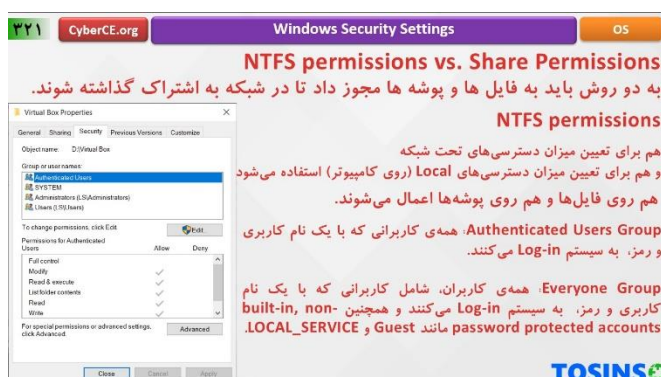 ۳۲۱ CyberCE.org Windows Security Settings OS
NTFS permissions vs. Share Permissions
به دو روش باید به فایل ها و پوشه ها مجوز داد تا در شبکه به اشتراک گذاشته شوند.
NTFS permissions
هم برای تعیین میزان دسترسی‌های تحت شبکه
و هم برای تعیین میزان دسترسی‌های Local (روی کامپیوتر) استفاده می‌شود
هم روی فایل‌ها و هم روی پوشه‌ها اعمال می‌شوند.
Authenticated Users Group: همه‌ی کاربرانی که با یک نام کاربری
و رمز، به سیستم Log-in می‌کنند.
Everyone Group: همه‌ی کاربران، شامل کاربرانی که با یک نام
کاربری و رمز، به سیستم Log-in می‌کنند و همچنین built-in, non-
password protected accounts مانند Guest و LOCAL_SERVICE.
TOSINSO
Virtual Box Properties
General Sharing Security Previous Versions Customize
Object name: D:\Virtual Box
Group or user names:
Authenticated Users
SYSTEM
Administrators (LS\Administrators)
Users (LS\Users)
To change permissions, click Edit. Edit...
Permissions for Authenticated
Users Allow Deny
Full control
Modify
Read & execute
List folder contents
Read
Write
For special permissions or advanced settings,
click Advanced. Advanced
Close Cancel Apply